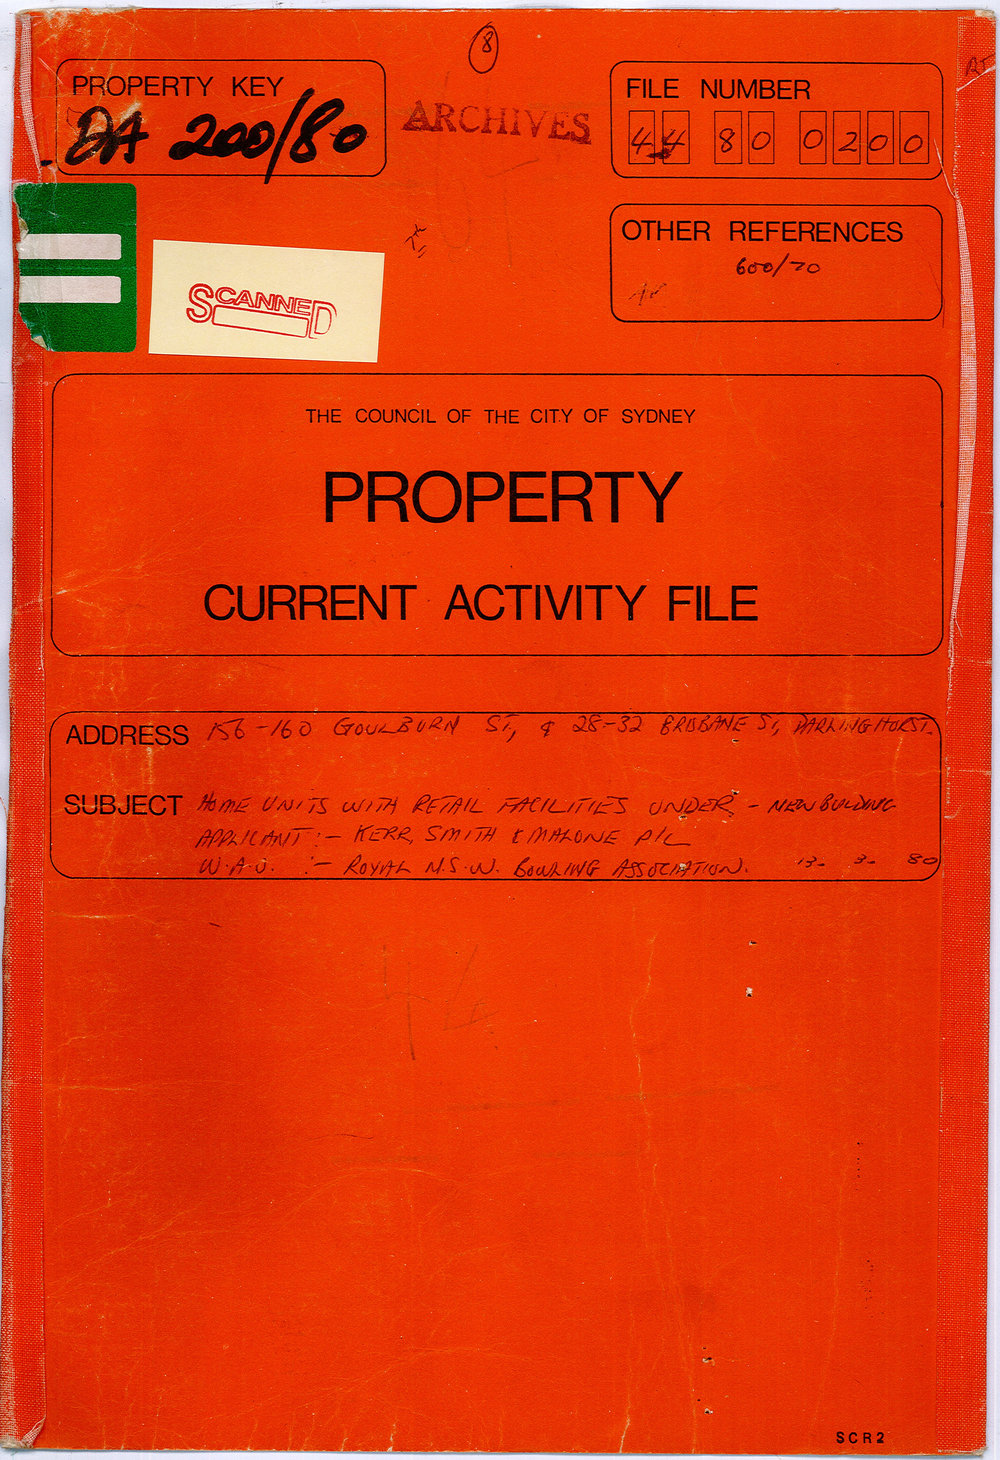 8
PROPERTY KEY
DA 200/80
ARCHIVES
FILE NUMBER
44 80 0200
OTHER REFERENCES
600/70
SCANNED
THE COUNCIL OF THE CITY OF SYDNEY
PROPERTY
CURRENT ACTIVITY FILE
ADDRESS 156-160 GOULBURN ST, & 28-32 BRISBANE ST, DARLINGHURST.
SUBJECT HOME UNITS WITH RETAIL FACILITIES UNDER, - NEW BUILDING
APPLICANT :- KERR, SMITH & MALONE P/L
W.A.O. :- ROYAL N.S.W. BOWLING ASSOCIATION. 13. 3. 80
44
SCR2